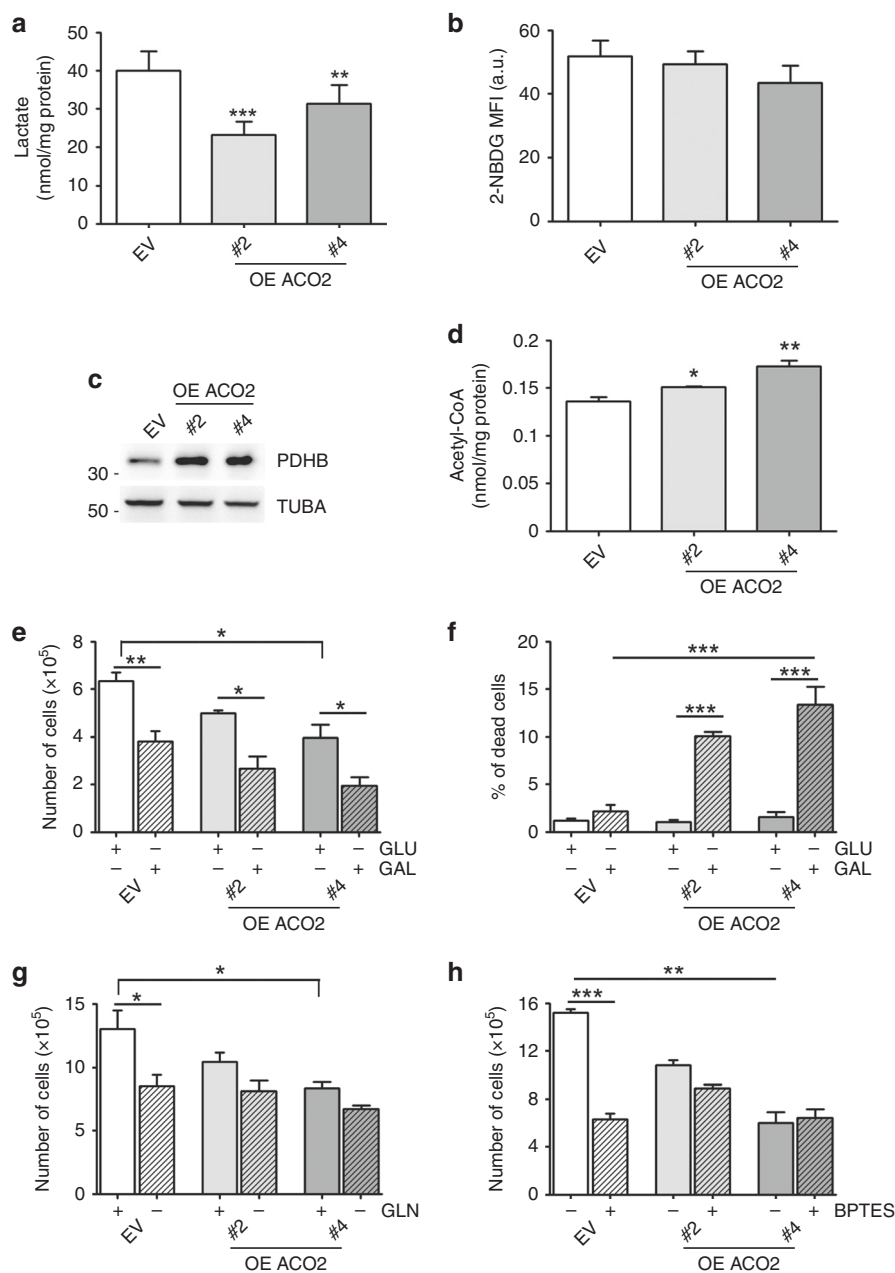 a
Lactate
(nmol/mg protein)
50
40
30
20
10
0
***
**
EV
#2
#4
OE ACO2
b
2-NBDG MFI (a.u.)
60
40
20
0
EV
#2
#4
OE ACO2
c
OE ACO2
EV
#2
#4
30 -
PDHB
50 -
TUBA
d
Acetyl-CoA
(nmol/mg protein)
0.2
0.15
0.1
0.05
0
*
**
EV
#2
#4
OE ACO2
e
Number of cells (×10⁵)
8
6
4
2
0
*
**
*
*
+ − + − + − GLU
− + − + − + GAL
EV
#2
#4
OE ACO2
f
% of dead cells
20
15
10
5
0
***
***
***
+ − + − + − GLU
− + − + − + GAL
EV
#2
#4
OE ACO2
g
Number of cells (×10⁵)
15
10
5
0
*
*
+ − + − + − GLN
EV
#2
#4
OE ACO2
h
Number of cells (×10⁵)
16
12
8
4
0
**
***
− + − + − + BPTES
EV
#2
#4
OE ACO2